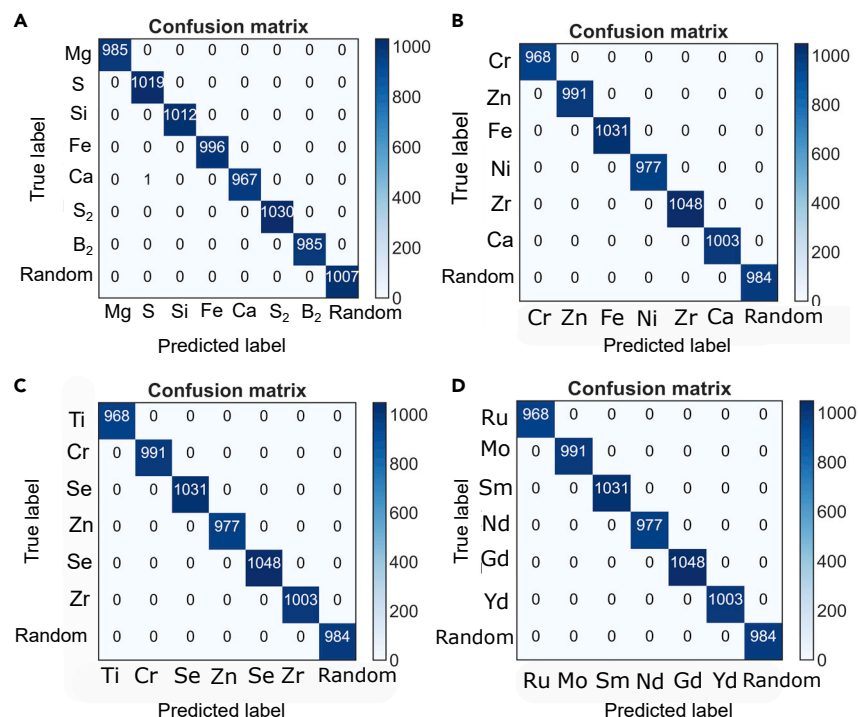 A
Confusion matrix
Mg 985 0 0 0 0 0 0 0
S 0 1019 0 0 0 0 0 0
Si 0 0 1012 0 0 0 0 0
Fe 0 0 0 996 0 0 0 0
Ca 0 1 0 0 967 0 0 0
S₂ 0 0 0 0 0 1030 0 0
B₂ 0 0 0 0 0 0 985 0
Random 0 0 0 0 0 0 0 1007
Mg S Si Fe Ca S₂ B₂ Random
True label
Predicted label
1000
800
600
400
200
0
B
Confusion matrix
Cr 968 0 0 0 0 0 0
Zn 0 991 0 0 0 0 0
Fe 0 0 1031 0 0 0 0
Ni 0 0 0 977 0 0 0
Zr 0 0 0 0 1048 0 0
Ca 0 0 0 0 0 1003 0
Random 0 0 0 0 0 0 984
Cr Zn Fe Ni Zr Ca Random
True label
Predicted label
1000
800
600
400
200
0
C
Confusion matrix
Ti 968 0 0 0 0 0 0
Cr 0 991 0 0 0 0 0
Se 0 0 1031 0 0 0 0
Zn 0 0 0 977 0 0 0
Se 0 0 0 0 1048 0 0
Zr 0 0 0 0 0 1003 0
Random 0 0 0 0 0 0 984
Ti Cr Se Zn Se Zr Random
True label
Predicted label
1000
800
600
400
200
0
D
Confusion matrix
Ru 968 0 0 0 0 0 0
Mo 0 991 0 0 0 0 0
Sm 0 0 1031 0 0 0 0
Nd 0 0 0 977 0 0 0
Gd 0 0 0 0 1048 0 0
Yd 0 0 0 0 0 1003 0
Random 0 0 0 0 0 0 984
Ru Mo Sm Nd Gd Yd Random
True label
Predicted label
1000
800
600
400
200
0